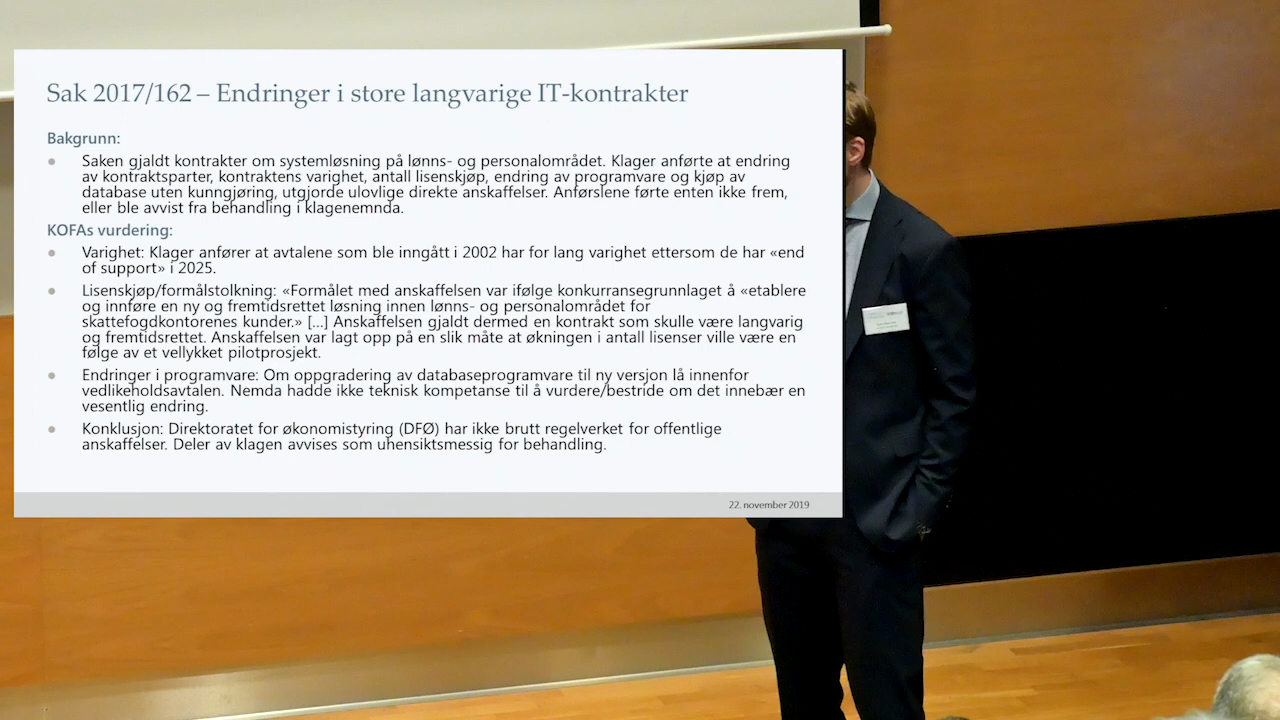 Sak 2017/162 – Endringer i store langvarige IT-kontrakter
Bakgrunn:
● Saken gjaldt kontrakter om systemløsning på lønns- og personalområdet. Klager anførte at endring
av kontraktsparter, kontraktens varighet, antall lisenskjøp, endring av programvare og kjøp av
database uten kunngjøring, utgjorde ulovlige direkte anskaffelser. Anførslene førte enten ikke frem,
eller ble avvist fra behandling i klagenemnda.
KOFAs vurdering:
● Varighet: Klager anfører at avtalene som ble inngått i 2002 har for lang varighet ettersom de har «end
of support» i 2025.
● Lisenskjøp/formålstolkning: «Formålet med anskaffelsen var ifølge konkurransegrunnlaget å «etablere
og innføre en ny og fremtidsrettet løsning innen lønns- og personalområdet for
skattefogdkontorenes kunder.» [...] Anskaffelsen gjaldt dermed en kontrakt som skulle være langvarig
og fremtidsrettet. Anskaffelsen var lagt opp på en slik måte at økningen i antall lisenser ville være en
følge av et vellykket pilotprosjekt.
● Endringer i programvare: Om oppgradering av databaseprogramvare til ny versjon lå innenfor
vedlikeholdsavtalen. Nemda hadde ikke teknisk kompetanse til å vurdere/bestride om det innebær en
vesentlig endring.
● Konklusjon: Direktoratet for økonomistyring (DFØ) har ikke brutt regelverket for offentlige
anskaffelser. Deler av klagen avvises som uhensiktsmessig for behandling.
22. november 2019